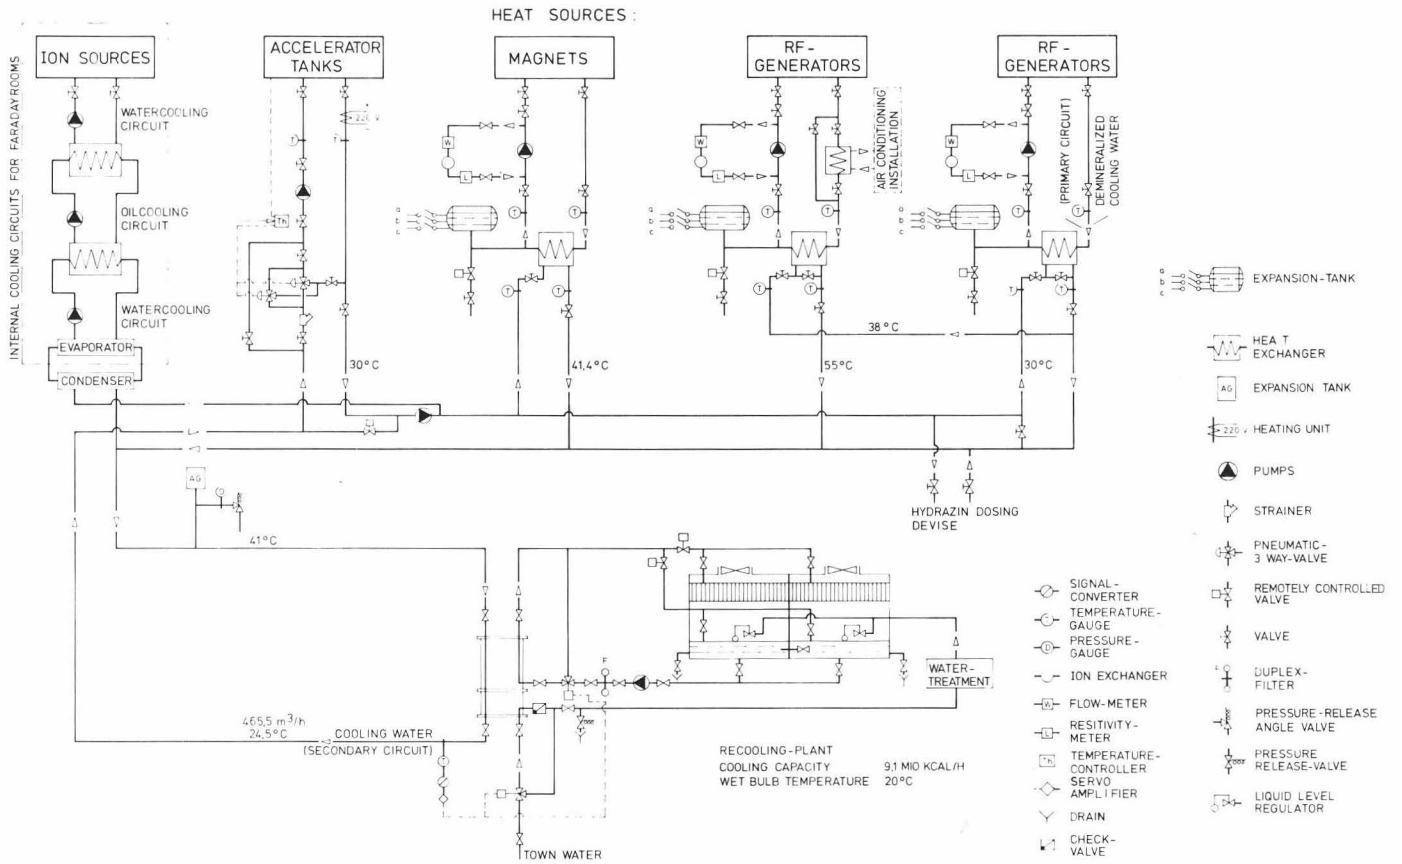 HEAT SOURCES :
INTERNAL COOLING CIRCUITS FOR FARADAYROOMS
ION SOURCES
ACCELERATOR
TANKS
MAGNETS
RF-
GENERATORS
RF-
GENERATORS
WATERCOOLING
CIRCUIT
OILCOOLING
CIRCUIT
WATERCOOLING
CIRCUIT
EVAPORATOR
CONDENSER
220 V
T
T
Th
W
L
T
T
T
T
a
b
c
W
L
T
T
T
T
a
b
c
AIR CONDITIONING
INSTALLATION
W
L
T
T
T
T
a
b
c
(PRIMARY CIRCUIT)
DEMINERALIZED
COOLING WATER
30°C
41,4°C
38°C
55°C
30°C
AG
41°C
HYDRAZIN DOSING
DEVISE
465,5 m³/h
24,5°C
COOLING WATER
(SECONDARY CIRCUIT)
F
WATER-
TREATMENT
TOWN WATER
RECOOLING-PLANT
COOLING CAPACITY 9,1 MIO KCAL/H
WET BULB TEMPERATURE 20°C
SIGNAL-
CONVERTER
T TEMPERATURE-
GAUGE
D PRESSURE-
GAUGE
ION EXCHANGER
W FLOW-METER
L RESITIVITY-
METER
Th TEMPERATURE-
CONTROLLER
SERVO
AMPLIFIER
DRAIN
CHECK-
VALVE
a
b
c
EXPANSION-TANK
HEAT
EXCHANGER
AG EXPANSION TANK
220 V HEATING UNIT
PUMPS
STRAINER
PNEUMATIC-
3 WAY-VALVE
REMOTELY CONTROLLED
VALVE
VALVE
F DUPLEX-
FILTER
PRESSURE-RELEASE
ANGLE VALVE
PRESSURE
RELEASE-VALVE
LIQUID LEVEL
REGULATOR